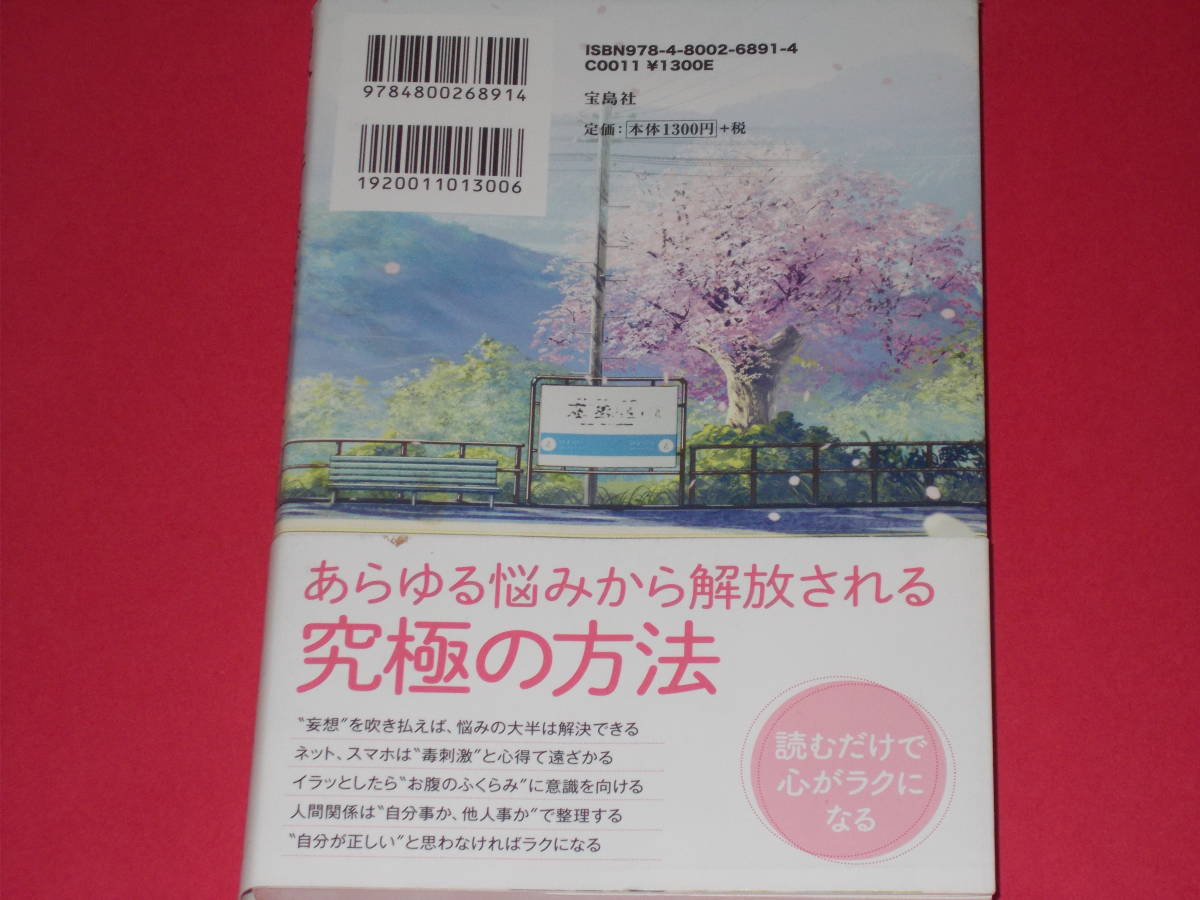 9784800268914
1920011013006
ISBN978-4-8002-6891-4
C0011 ¥1300E
宝島社
定価：本体1300円+税
あらゆる悩みから解放される
究極の方法
“妄想”を吹き払えば、悩みの大半は解決できる
ネット、スマホは“毒刺激”と心得て遠ざかる
イラッとしたら“お腹のふくらみ”に意識を向ける
人間関係は“自分事か、他人事か”で整理する
“自分が正しい”と思わなければラクになる
読むだけで
心がラクに
なる